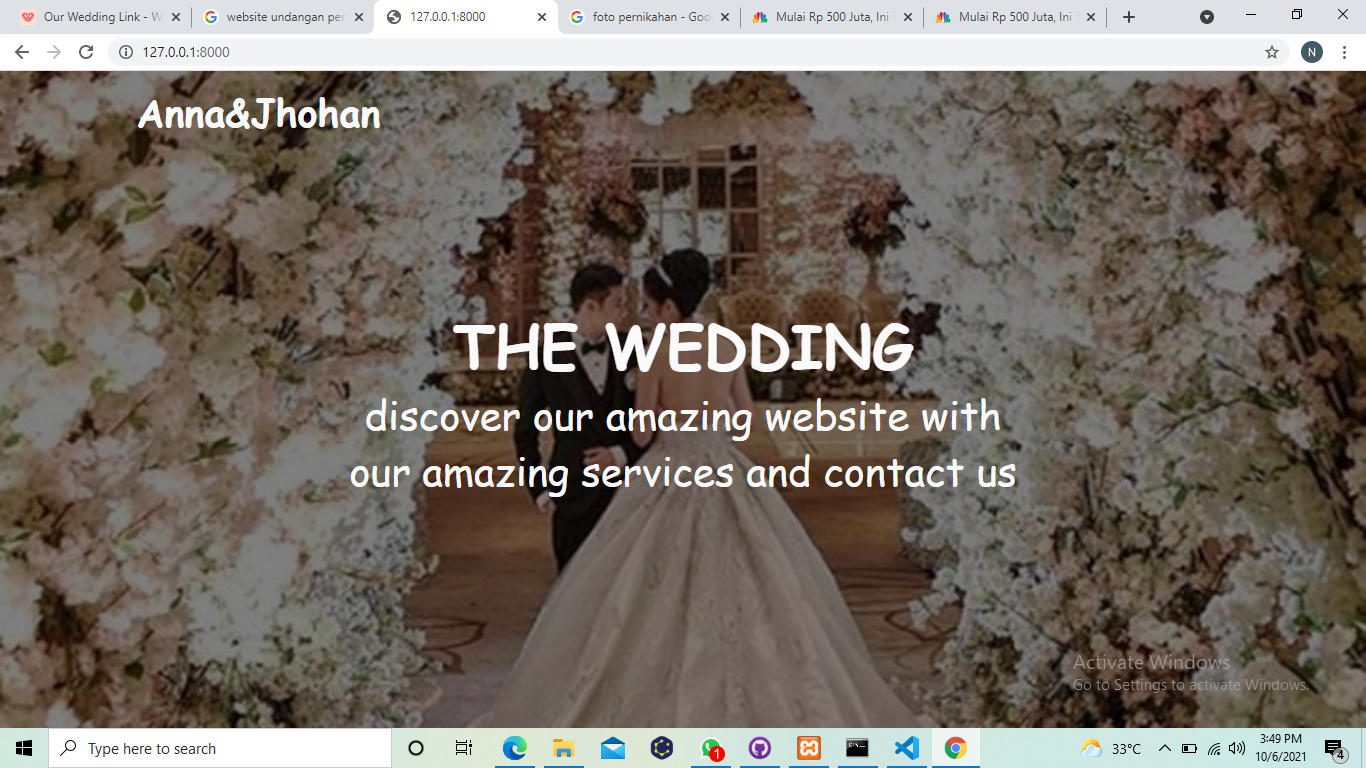 Our Wedding Link - W
website undangan per
127.0.0.1:8000
foto pernikahan - Goo
Mulai Rp 500 Juta, Ini
Mulai Rp 500 Juta, Ini
127.0.0.1:8000
N
Anna&Jhohan
THE WEDDING
discover our amazing website with
our amazing services and contact us
Activate Windows
Go to Settings to activate Windows.
Type here to search
1
33°C
3:49 PM
10/6/2021
4